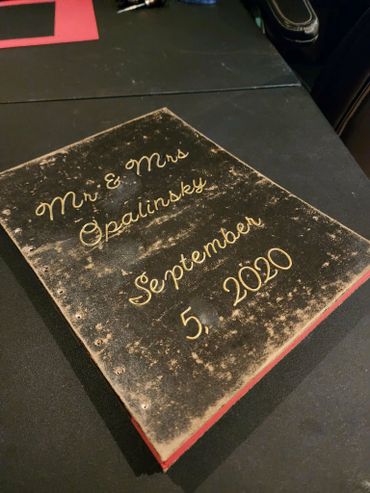 Mr & Mrs
Opalinsky
September
5, 2020